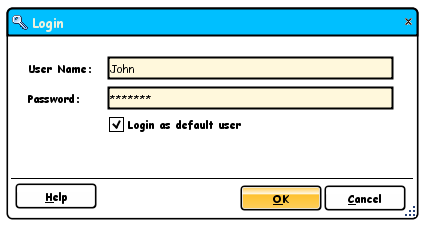 Login
User Name: John
Password: *******
Login as default user
Help OK Cancel